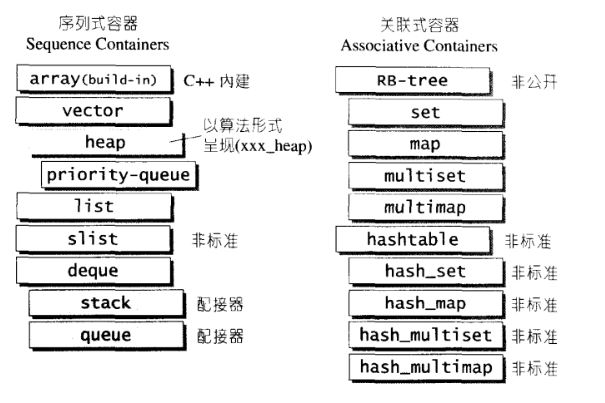 序列式容器
Sequence Containers
array(build-in) C++ 內建
vector
heap 以算法形式
呈现(xxx_heap)
priority-queue
list
slist 非标准
deque
stack 配接器
queue 配接器
关联式容器
Associative Containers
RB-tree 非公开
set
map
multiset
multimap
hashtable 非标准
hash_set 非标准
hash_map 非标准
hash_multiset 非标准
hash_multimap 非标准